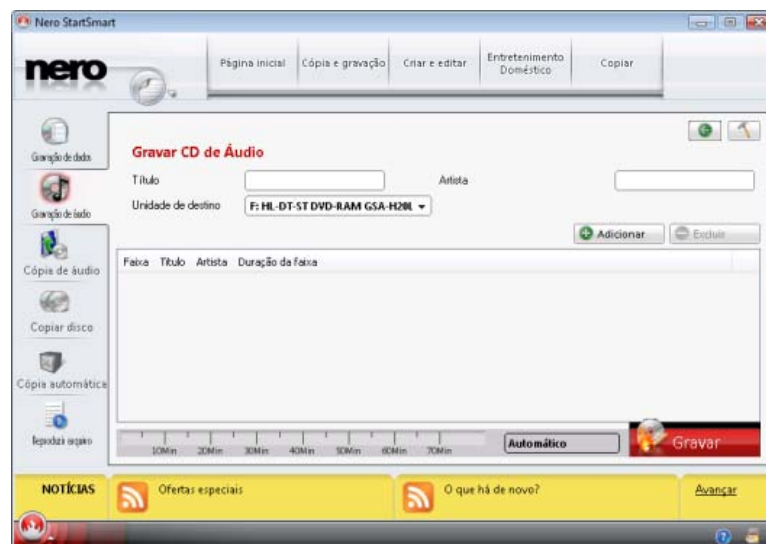 Nero StartSmart
nero
Página inicial
Cópia e gravação
Criar e editar
Entretenimento
Doméstico
Copiar
Gravação de dados
Gravação de áudio
Cópia de áudio
Copiar disco
Cópia automática
Reproduzir arquivo
Gravar CD de Áudio
Título
Artista
Unidade de destino
F: HL-DT-ST DVD-RAM GSA-H20L
Adicionar
Excluir
Faixa Título Artista Duração da faixa
10Min 20Min 30Min 40Min 50Min 60Min 70Min
Automático
Gravar
NOTÍCIAS
Ofertas especiais
O que há de novo?
Avançar